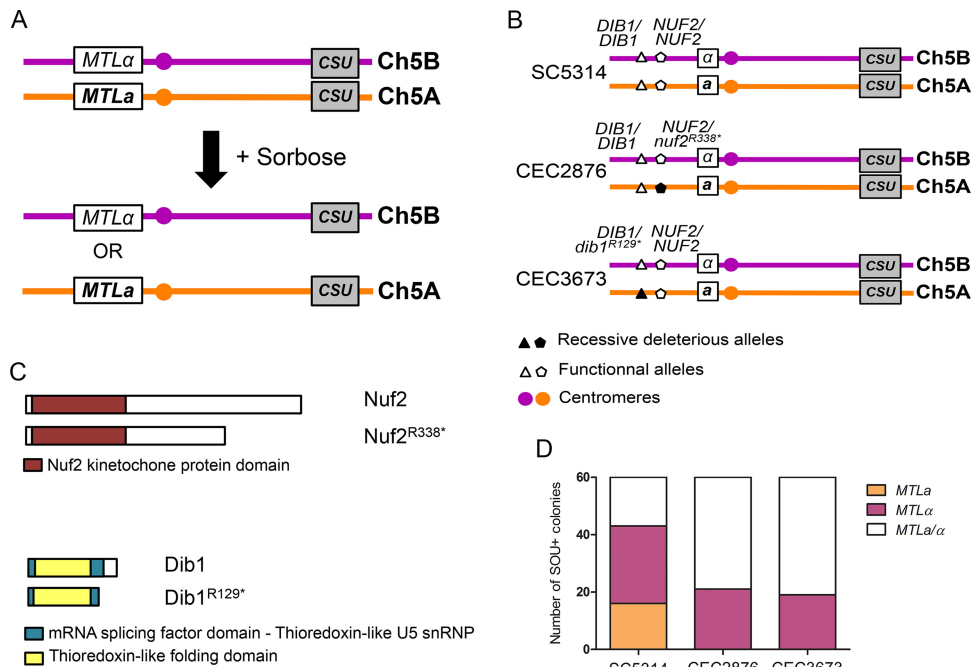 A
MTLα
CSU
Ch5B
MTLa
CSU
Ch5A
+ Sorbose
MTLα
CSU
Ch5B
OR
MTLa
CSU
Ch5A
B
DIB1/
DIB1
NUF2/
NUF2
SC5314
α
CSU
Ch5B
a
CSU
Ch5A
DIB1/
DIB1
NUF2/
nuf2R338*
CEC2876
α
CSU
Ch5B
a
CSU
Ch5A
DIB1/
dib1R129*
NUF2/
NUF2
CEC3673
α
CSU
Ch5B
a
CSU
Ch5A
Recessive deleterious alleles
Functionnal alleles
Centromeres
C
Nuf2
Nuf2R338*
Nuf2 kinetochone protein domain
Dib1
Dib1R129*
mRNA splicing factor domain - Thioredoxin-like U5 snRNP
Thioredoxin-like folding domain
D
Number of SOU+ colonies
60
40
20
0
SC5314
CEC2876
CEC3673
MTLa
MTLα
MTLa/α